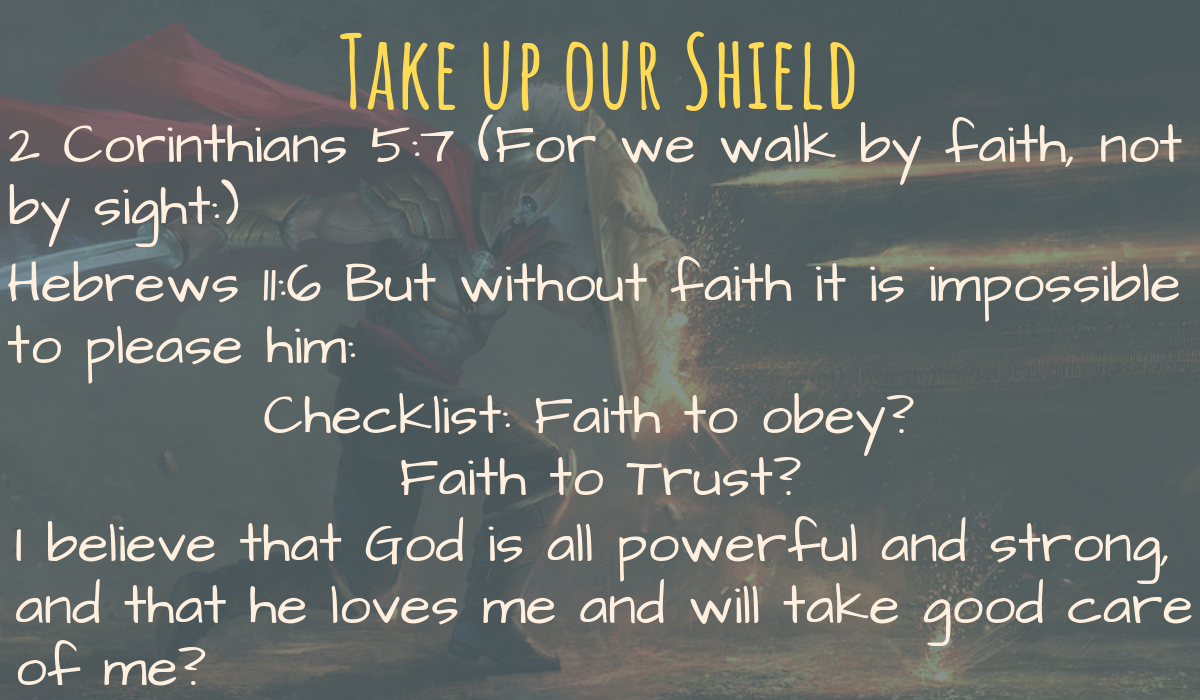 Take up our Shield
2 Corinthians 5:7 (For we walk by faith, not
by sight:)
Hebrews 11:6 But without faith it is impossible
to please him:
Checklist: Faith to obey?
Faith to Trust?
I believe that God is all powerful and strong,
and that he loves me and will take good care
of me?